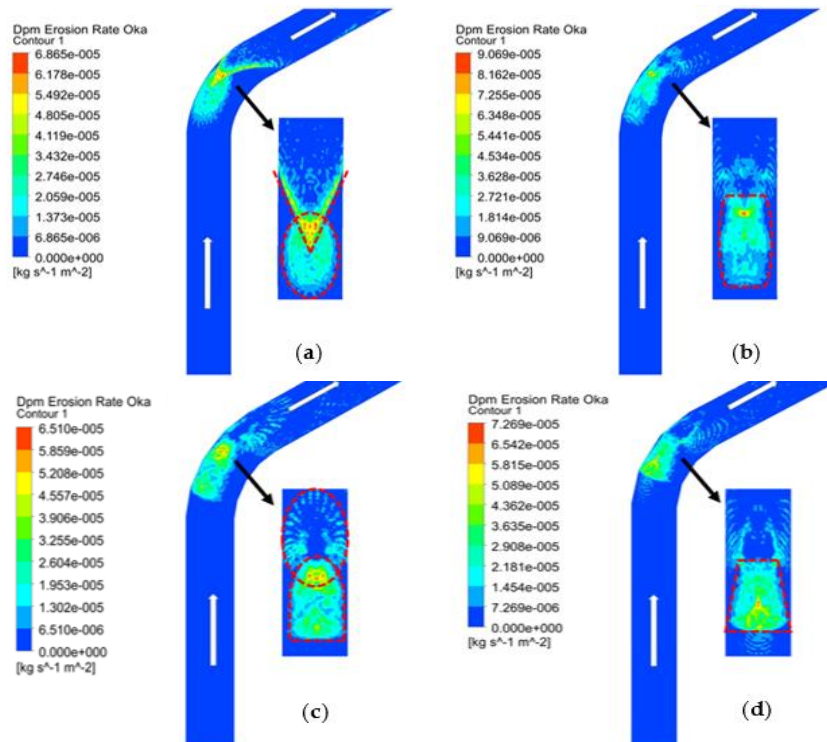 Dpm Erosion Rate Oka
Contour 1
6.865e-005
6.178e-005
5.492e-005
4.805e-005
4.119e-005
3.432e-005
2.746e-005
2.059e-005
1.373e-005
6.865e-006
0.000e+000
[kg s^-1 m^-2]
(a)
Dpm Erosion Rate Oka
Contour 1
9.069e-005
8.162e-005
7.255e-005
6.348e-005
5.441e-005
4.534e-005
3.628e-005
2.721e-005
1.814e-005
9.069e-006
0.000e+000
[kg s^-1 m^-2]
(b)
Dpm Erosion Rate Oka
Contour 1
6.510e-005
5.859e-005
5.208e-005
4.557e-005
3.906e-005
3.255e-005
2.604e-005
1.953e-005
1.302e-005
6.510e-006
0.000e+000
[kg s^-1 m^-2]
(c)
Dpm Erosion Rate Oka
Contour 1
7.269e-005
6.542e-005
5.815e-005
5.089e-005
4.362e-005
3.635e-005
2.908e-005
2.181e-005
1.454e-005
7.269e-006
0.000e+000
[kg s^-1 m^-2]
(d)